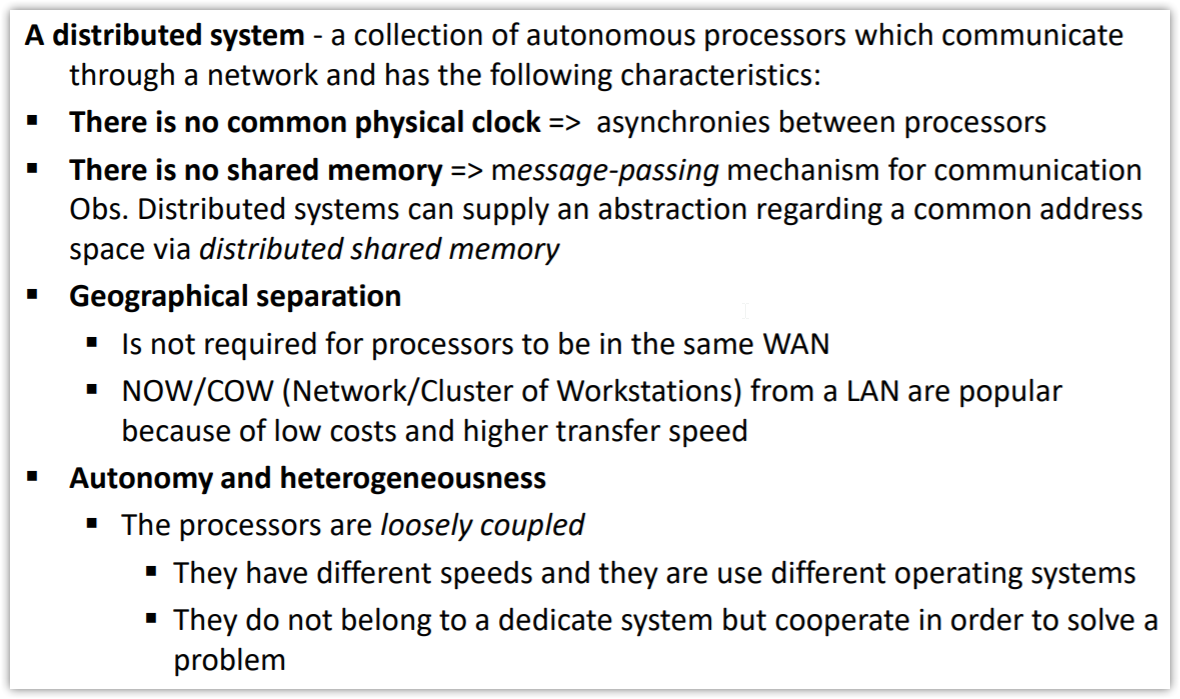 A distributed system - a collection of autonomous processors which communicate
through a network and has the following characteristics:
▪ There is no common physical clock => asynchronies between processors
▪ There is no shared memory => message-passing mechanism for communication
Obs. Distributed systems can supply an abstraction regarding a common address
space via distributed shared memory
▪ Geographical separation
▪ Is not required for processors to be in the same WAN
▪ NOW/COW (Network/Cluster of Workstations) from a LAN are popular
because of low costs and higher transfer speed
▪ Autonomy and heterogeneousness
▪ The processors are loosely coupled
▪ They have different speeds and they are use different operating systems
▪ They do not belong to a dedicate system but cooperate in order to solve a
problem